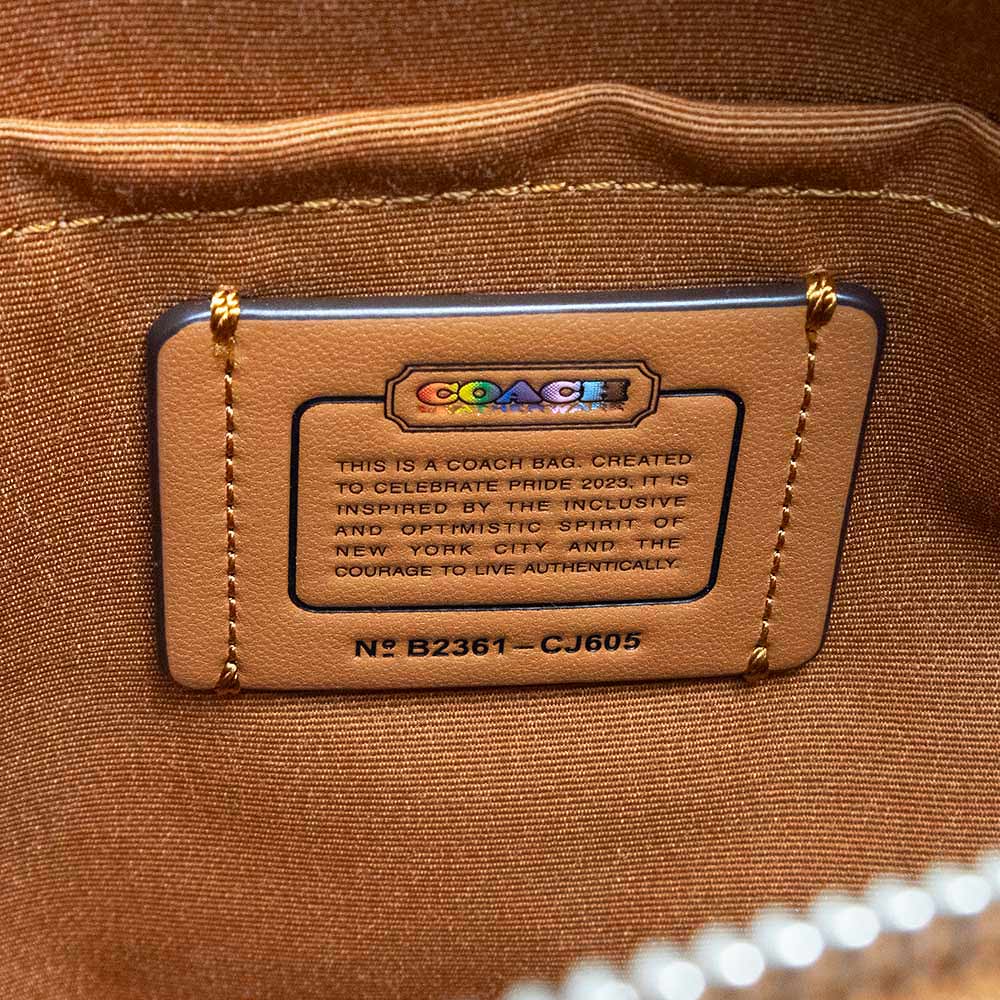 COACH
LEATHERWARE
THIS IS A COACH BAG. CREATED
TO CELEBRATE PRIDE 2023, IT IS
INSPIRED BY THE INCLUSIVE
AND OPTIMISTIC SPIRIT OF
NEW YORK CITY AND THE
COURAGE TO LIVE AUTHENTICALLY.
Nº B2361-CJ605